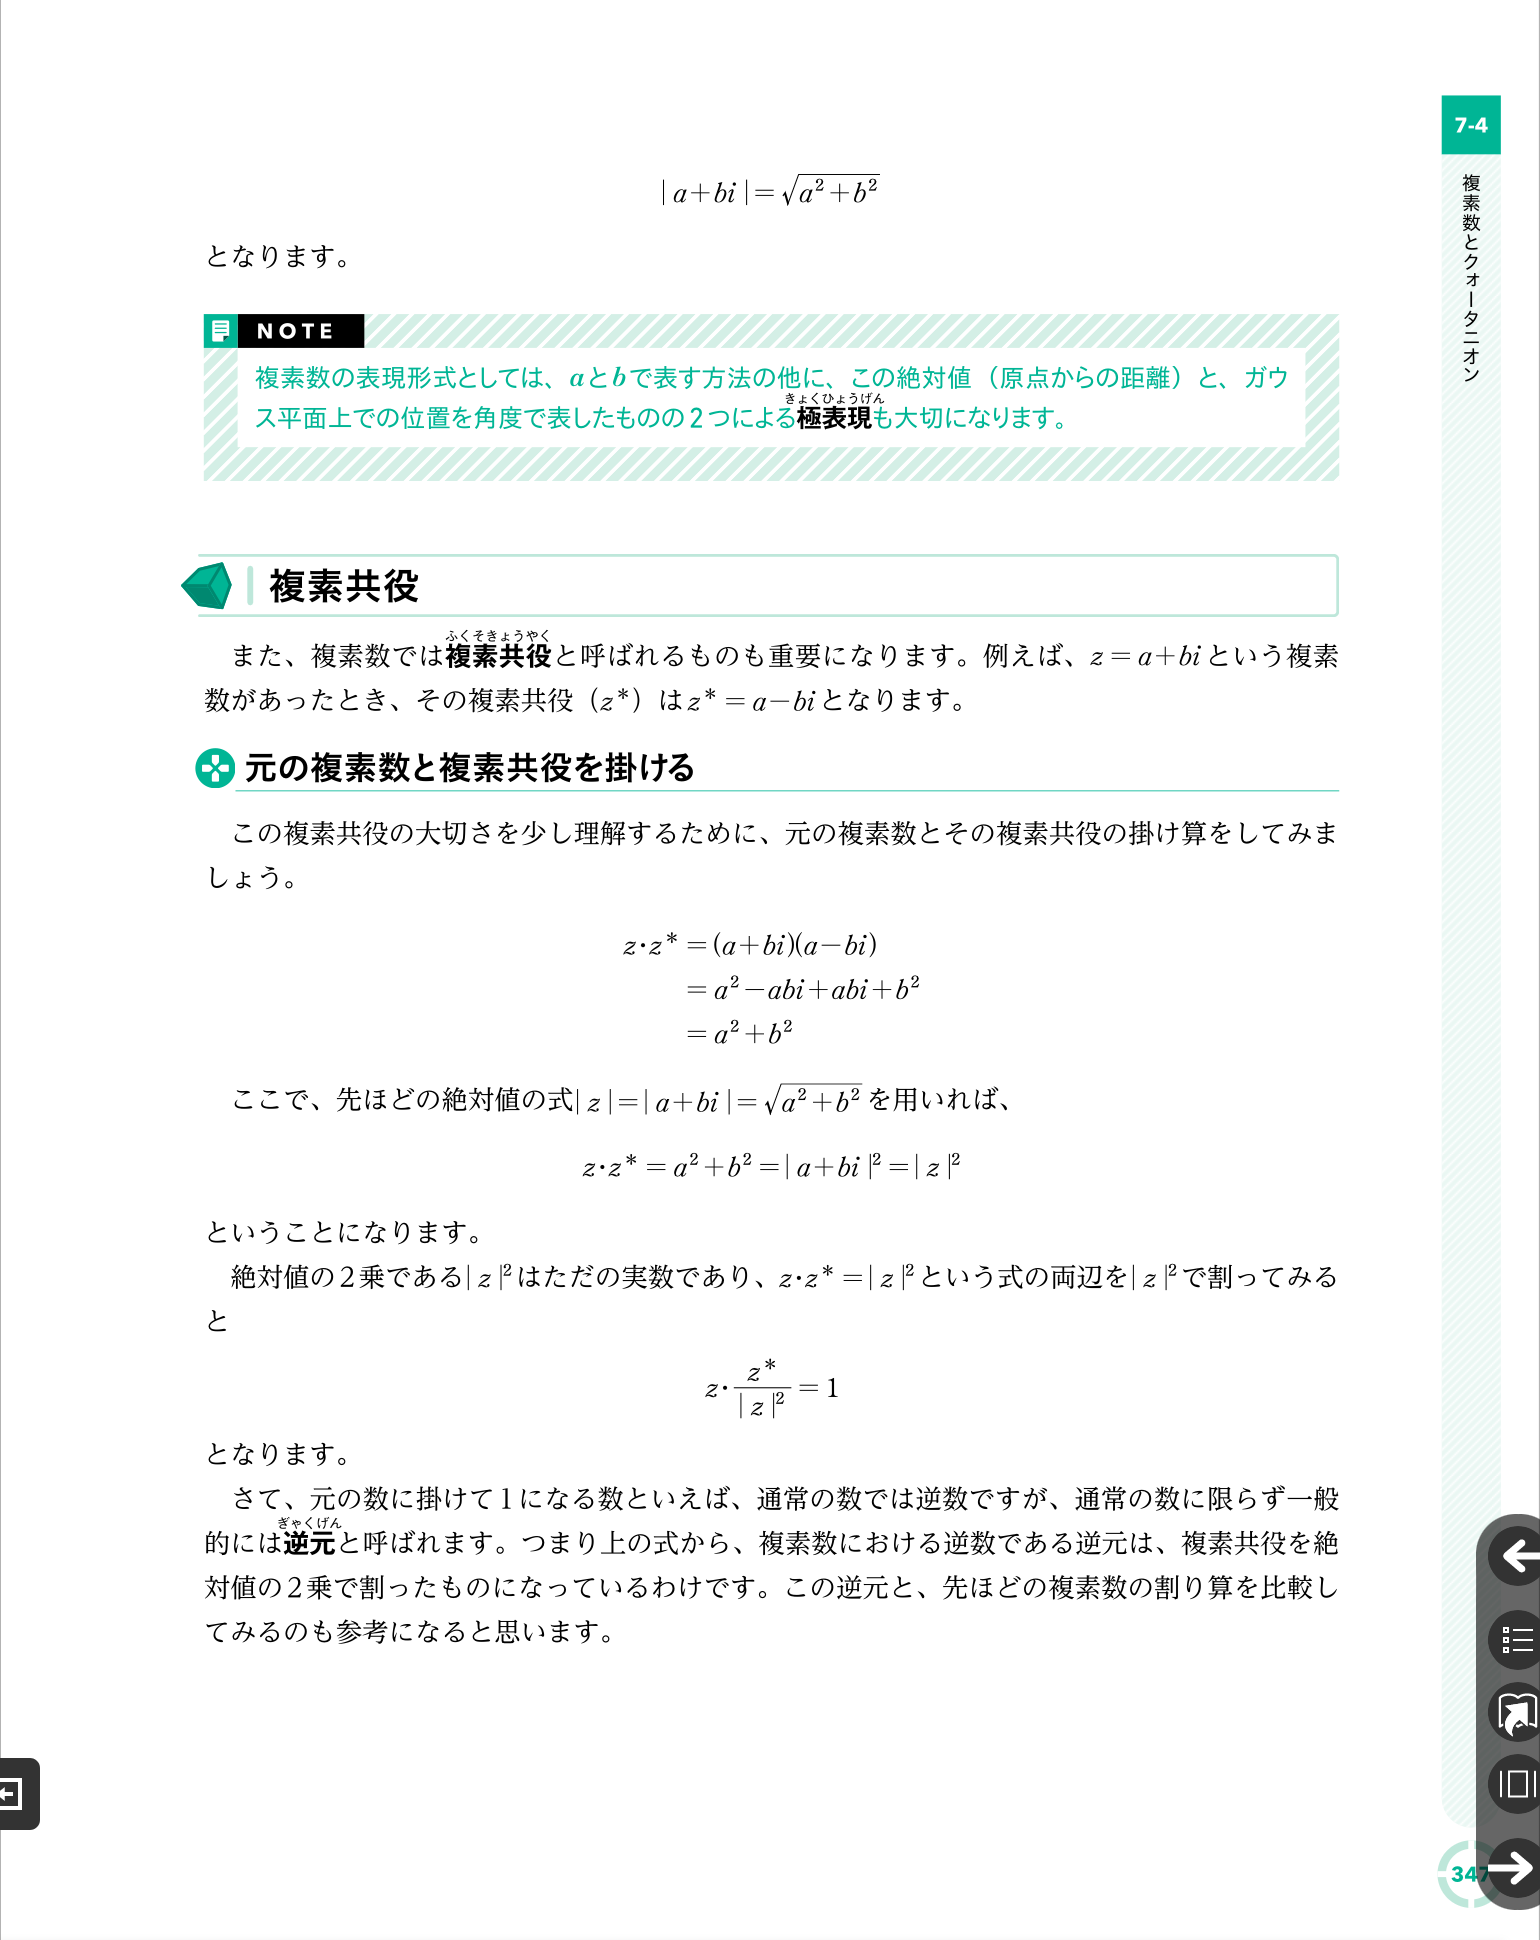 7-4
複素数とクォータニオン
|a+bi|=√a²+b²
となります。
NOTE
複素数の表現形式としては、aとbで表す方法の他に、この絶対値（原点からの距離）と、ガウ
きょくひょうげん
ス平面上での位置を角度で表したものの2つによる極表現も大切になります。
複素共役
ふくそきょうやく
また、複素数では複素共役と呼ばれるものも重要になります。例えば、z=a+biという複素
数があったとき、その複素共役（z*）はz*=a−biとなります。
元の複素数と複素共役を掛ける
この複素共役の大切さを少し理解するために、元の複素数とその複素共役の掛け算をしてみま
しょう。
z·z*=(a+bi)(a−bi)
=a²−abi+abi+b²
=a²+b²
ここで、先ほどの絶対値の式|z|=|a+bi|=√a²+b²を用いれば、
z·z*=a²+b²=|a+bi|²=|z|²
ということになります。
絶対値の2乗である|z|²はただの実数であり、z·z*=|z|²という式の両辺を|z|²で割ってみる
と
z·z*/|z|²=1
となります。
さて、元の数に掛けて1になる数といえば、通常の数では逆数ですが、通常の数に限らず一般
ぎゃくげん
的には逆元と呼ばれます。つまり上の式から、複素数における逆数である逆元は、複素共役を絶
対値の2乗で割ったものになっているわけです。この逆元と、先ほどの複素数の割り算を比較し
てみるのも参考になると思います。
347